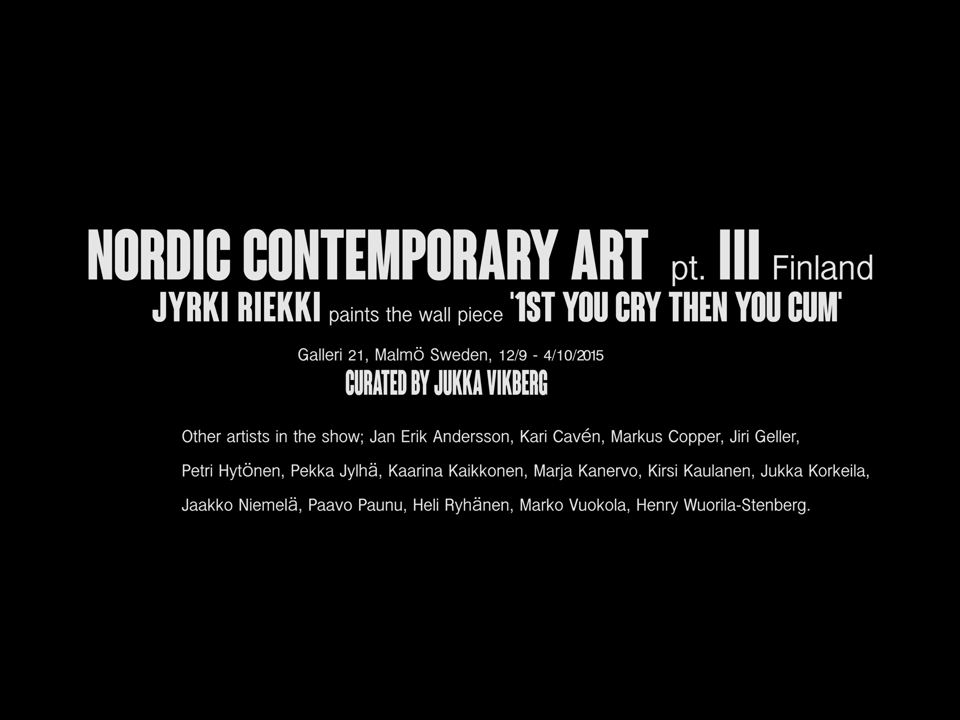 NORDIC CONTEMPORARY ART pt. III Finland
JYRKI RIEKKI paints the wall piece '1ST YOU CRY THEN YOU CUM'
Galleri 21, Malmö Sweden, 12/9 - 4/10/2015
CURATED BY JUKKA VIKBERG
Other artists in the show; Jan Erik Andersson, Kari Cavén, Markus Copper, Jiri Geller,
Petri Hytönen, Pekka Jylhä, Kaarina Kaikkonen, Marja Kanervo, Kirsi Kaulanen, Jukka Korkeila,
Jaakko Niemelä, Paavo Paunu, Heli Ryhänen, Marko Vuokola, Henry Wuorila-Stenberg.